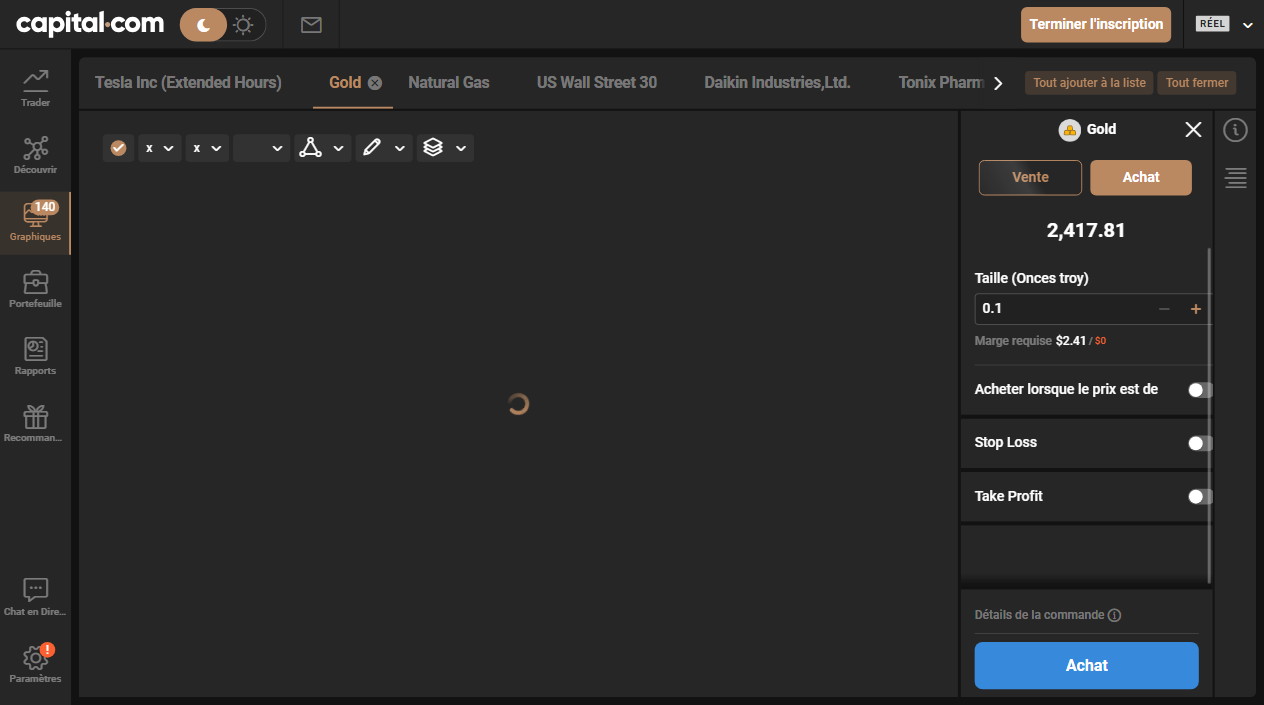 capital.com
Terminer l'inscription
RÉEL
Trader
Découvrir
140
Graphiques
Portefeuille
Rapports
Recomman...
Chat en Dire...
!
Paramètres
Tesla Inc (Extended Hours)
Gold
Natural Gas
US Wall Street 30
Daikin Industries,Ltd.
Tonix Pharm
Tout ajouter à la liste
Tout fermer
x
x
Gold
Vente
Achat
2,417.81
Taille (Onces troy)
0.1
Marge requise $2.41 / $0
Acheter lorsque le prix est de
Stop Loss
Take Profit
Détails de la commande
Achat